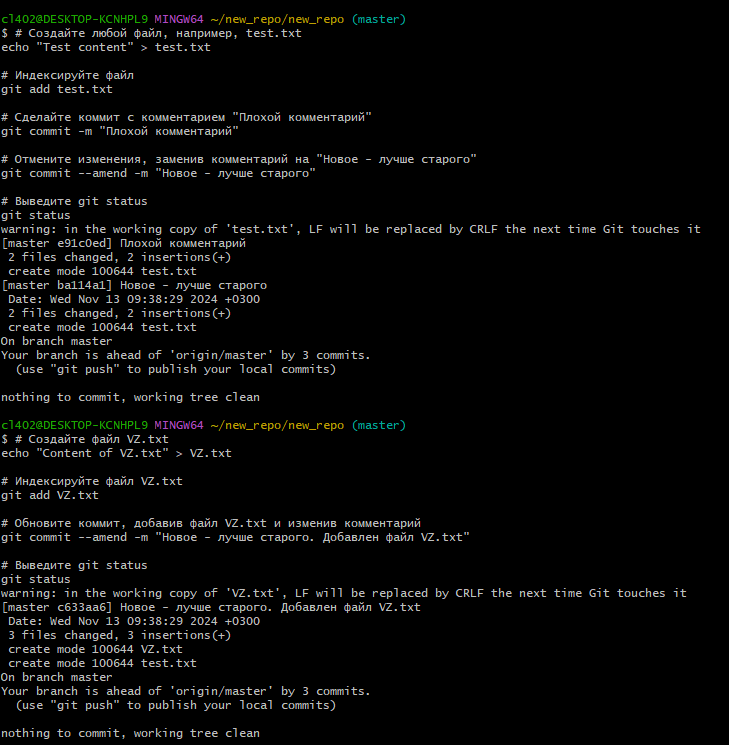 cl402@DESKTOP-KCNHPL9 MINGW64 ~/new_repo/new_repo (master)
$ # Создайте любой файл, например, test.txt
echo "Test content" > test.txt
# Индексируйте файл
git add test.txt
# Сделайте коммит с комментарием "Плохой комментарий"
git commit -m "Плохой комментарий"
# Отмените изменения, заменив комментарий на "Новое - лучше старого"
git commit --amend -m "Новое - лучше старого"
# Выведите git status
git status
warning: in the working copy of 'test.txt', LF will be replaced by CRLF the next time Git touches it
[master e91c0ed] Плохой комментарий
 2 files changed, 2 insertions(+)
 create mode 100644 test.txt
[master ba114a1] Новое - лучше старого
 Date: Wed Nov 13 09:38:29 2024 +0300
 2 files changed, 2 insertions(+)
 create mode 100644 test.txt
On branch master
Your branch is ahead of 'origin/master' by 3 commits.
  (use "git push" to publish your local commits)
nothing to commit, working tree clean
cl402@DESKTOP-KCNHPL9 MINGW64 ~/new_repo/new_repo (master)
$ # Создайте файл VZ.txt
echo "Content of VZ.txt" > VZ.txt
# Индексируйте файл VZ.txt
git add VZ.txt
# Обновите коммит, добавив файл VZ.txt и изменив комментарий
git commit --amend -m "Новое - лучше старого. Добавлен файл VZ.txt"
# Выведите git status
git status
warning: in the working copy of 'VZ.txt', LF will be replaced by CRLF the next time Git touches it
[master c633aa6] Новое - лучше старого. Добавлен файл VZ.txt
 Date: Wed Nov 13 09:38:29 2024 +0300
 3 files changed, 3 insertions(+)
 create mode 100644 VZ.txt
 create mode 100644 test.txt
On branch master
Your branch is ahead of 'origin/master' by 3 commits.
  (use "git push" to publish your local commits)
nothing to commit, working tree clean